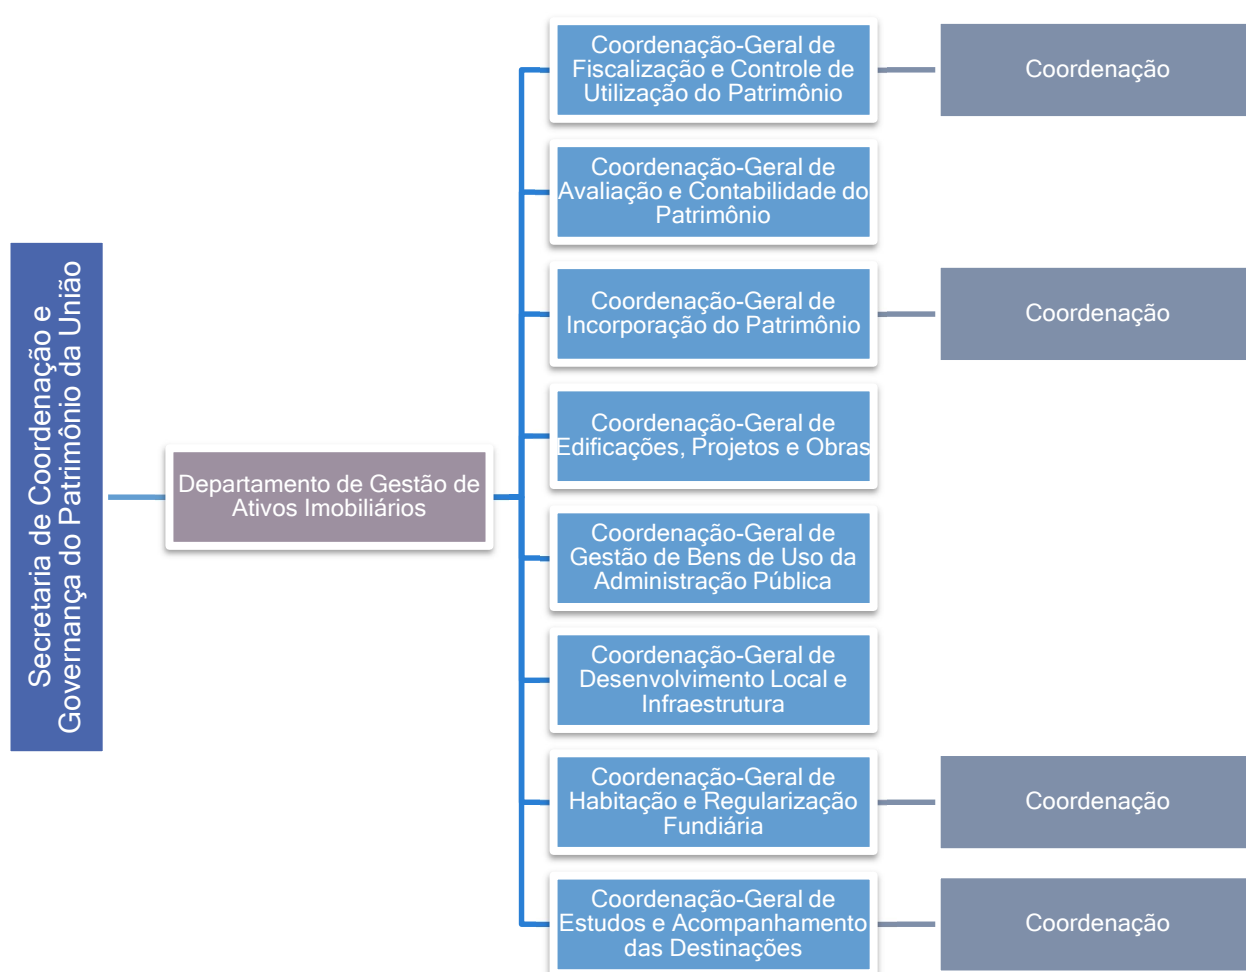 Secretaria de Coordenação e
Governança do Patrimônio da União
Departamento de Gestão de
Ativos Imobiliários
Coordenação-Geral de
Fiscalização e Controle de
Utilização do Patrimônio
Coordenação
Coordenação-Geral de
Avaliação e Contabilidade do
Patrimônio
Coordenação-Geral de
Incorporação do Patrimônio
Coordenação
Coordenação-Geral de
Edificações, Projetos e Obras
Coordenação-Geral de
Gestão de Bens de Uso da
Administração Pública
Coordenação-Geral de
Desenvolvimento Local e
Infraestrutura
Coordenação-Geral de
Habitação e Regularização
Fundiária
Coordenação
Coordenação-Geral de
Estudos e Acompanhamento
das Destinações
Coordenação